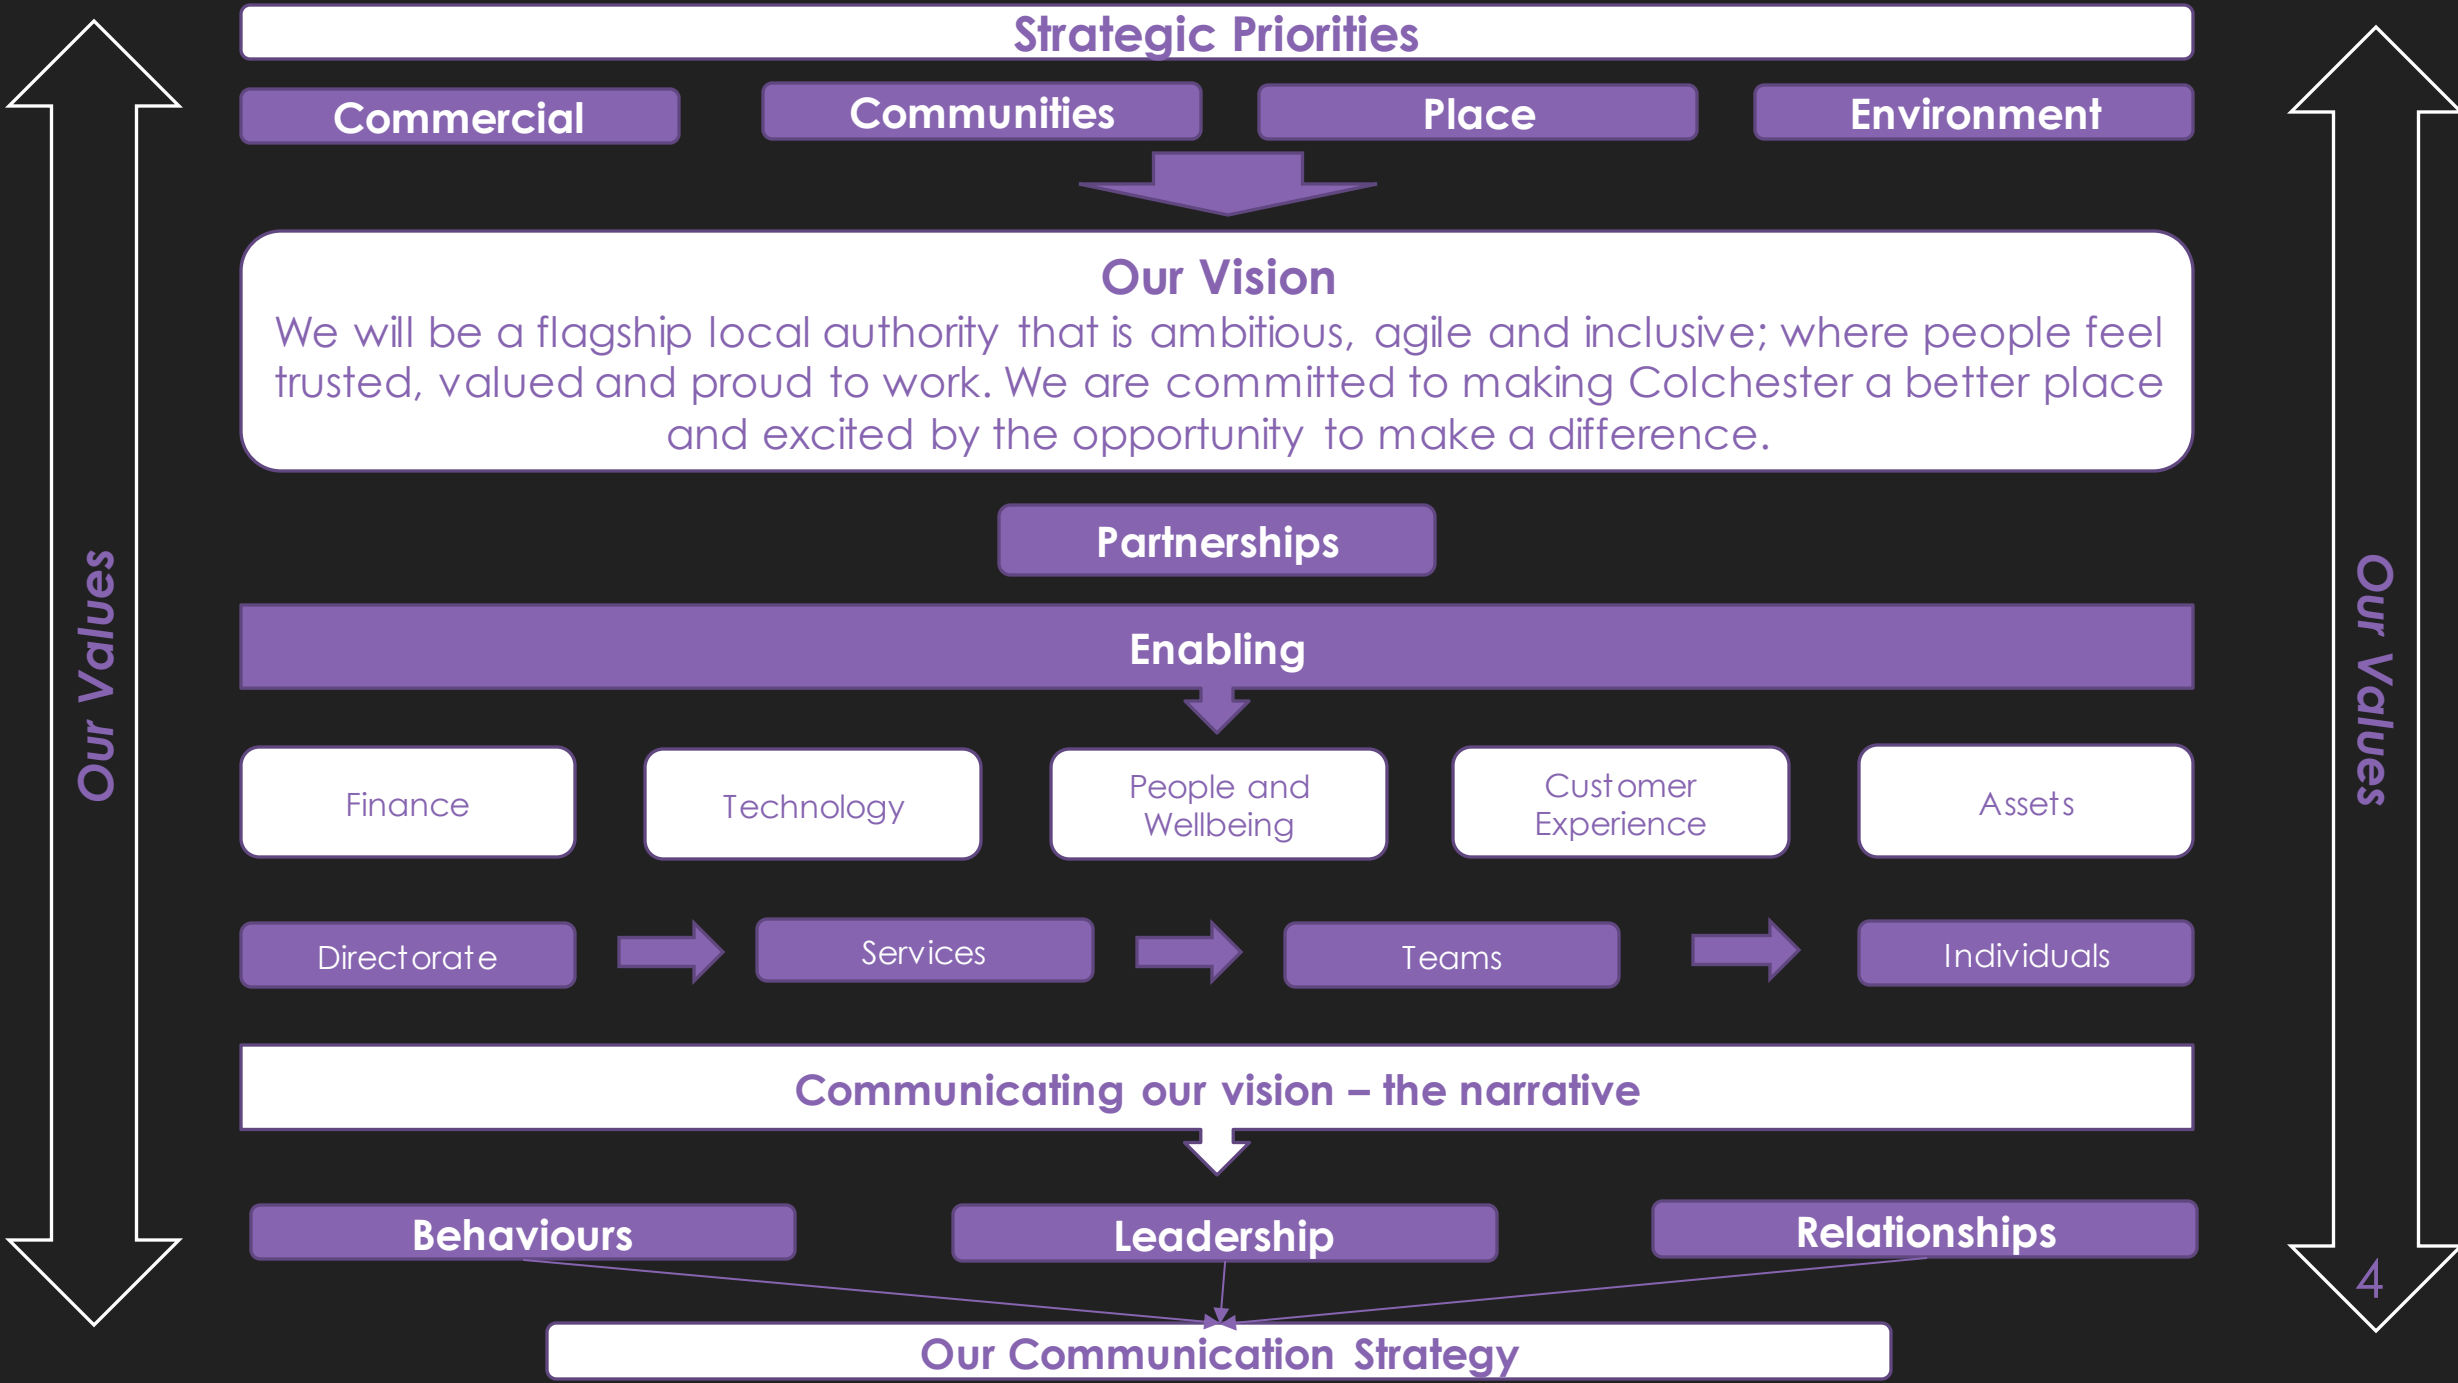 Strategic Priorities
Commercial
Communities
Place
Environment
Our Vision
We will be a flagship local authority that is ambitious, agile and inclusive; where people feel
trusted, valued and proud to work. We are committed to making Colchester a better place
and excited by the opportunity to make a difference.
Partnerships
Enabling
Our Values
Our Values
Finance
Technology
People and
Wellbeing
Customer
Experience
Assets
Directorate
Services
Teams
Individuals
Communicating our vision – the narrative
Behaviours
Leadership
Relationships
4
Our Communication Strategy